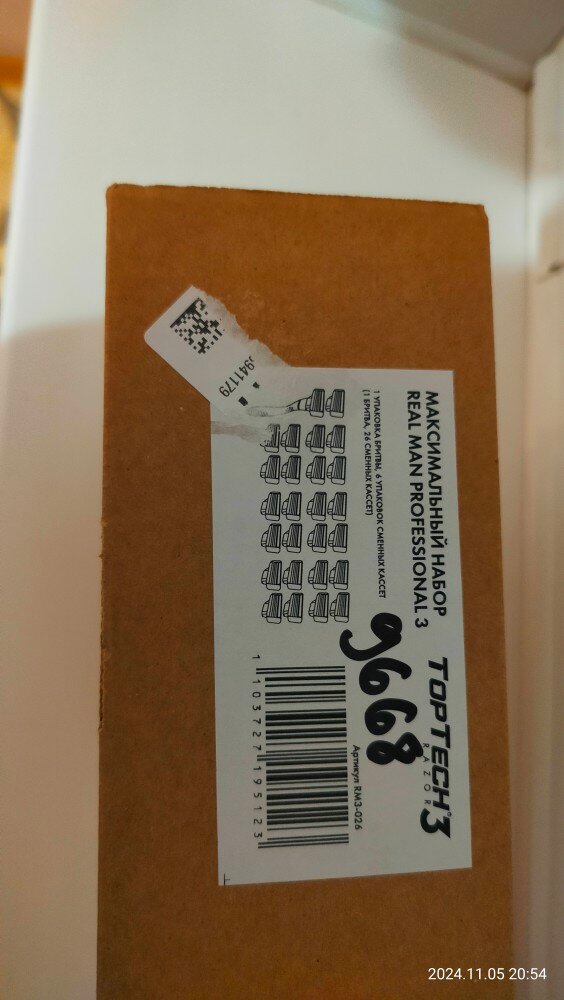 МАКСИМАЛЬНЫЙ НАБОР
REAL MAN PROFESSIONAL 3
1 УПАКОВКА БРИТВЫ, 6 УПАКОВОК СМЕННЫХ КАССЕТ
(1 БРИТВА, 26 СМЕННЫХ КАССЕТ)
TOPTECH®3
RAZOR
9668
Артикул RM3-026
1103727195123
941179
2024.11.05 20:54